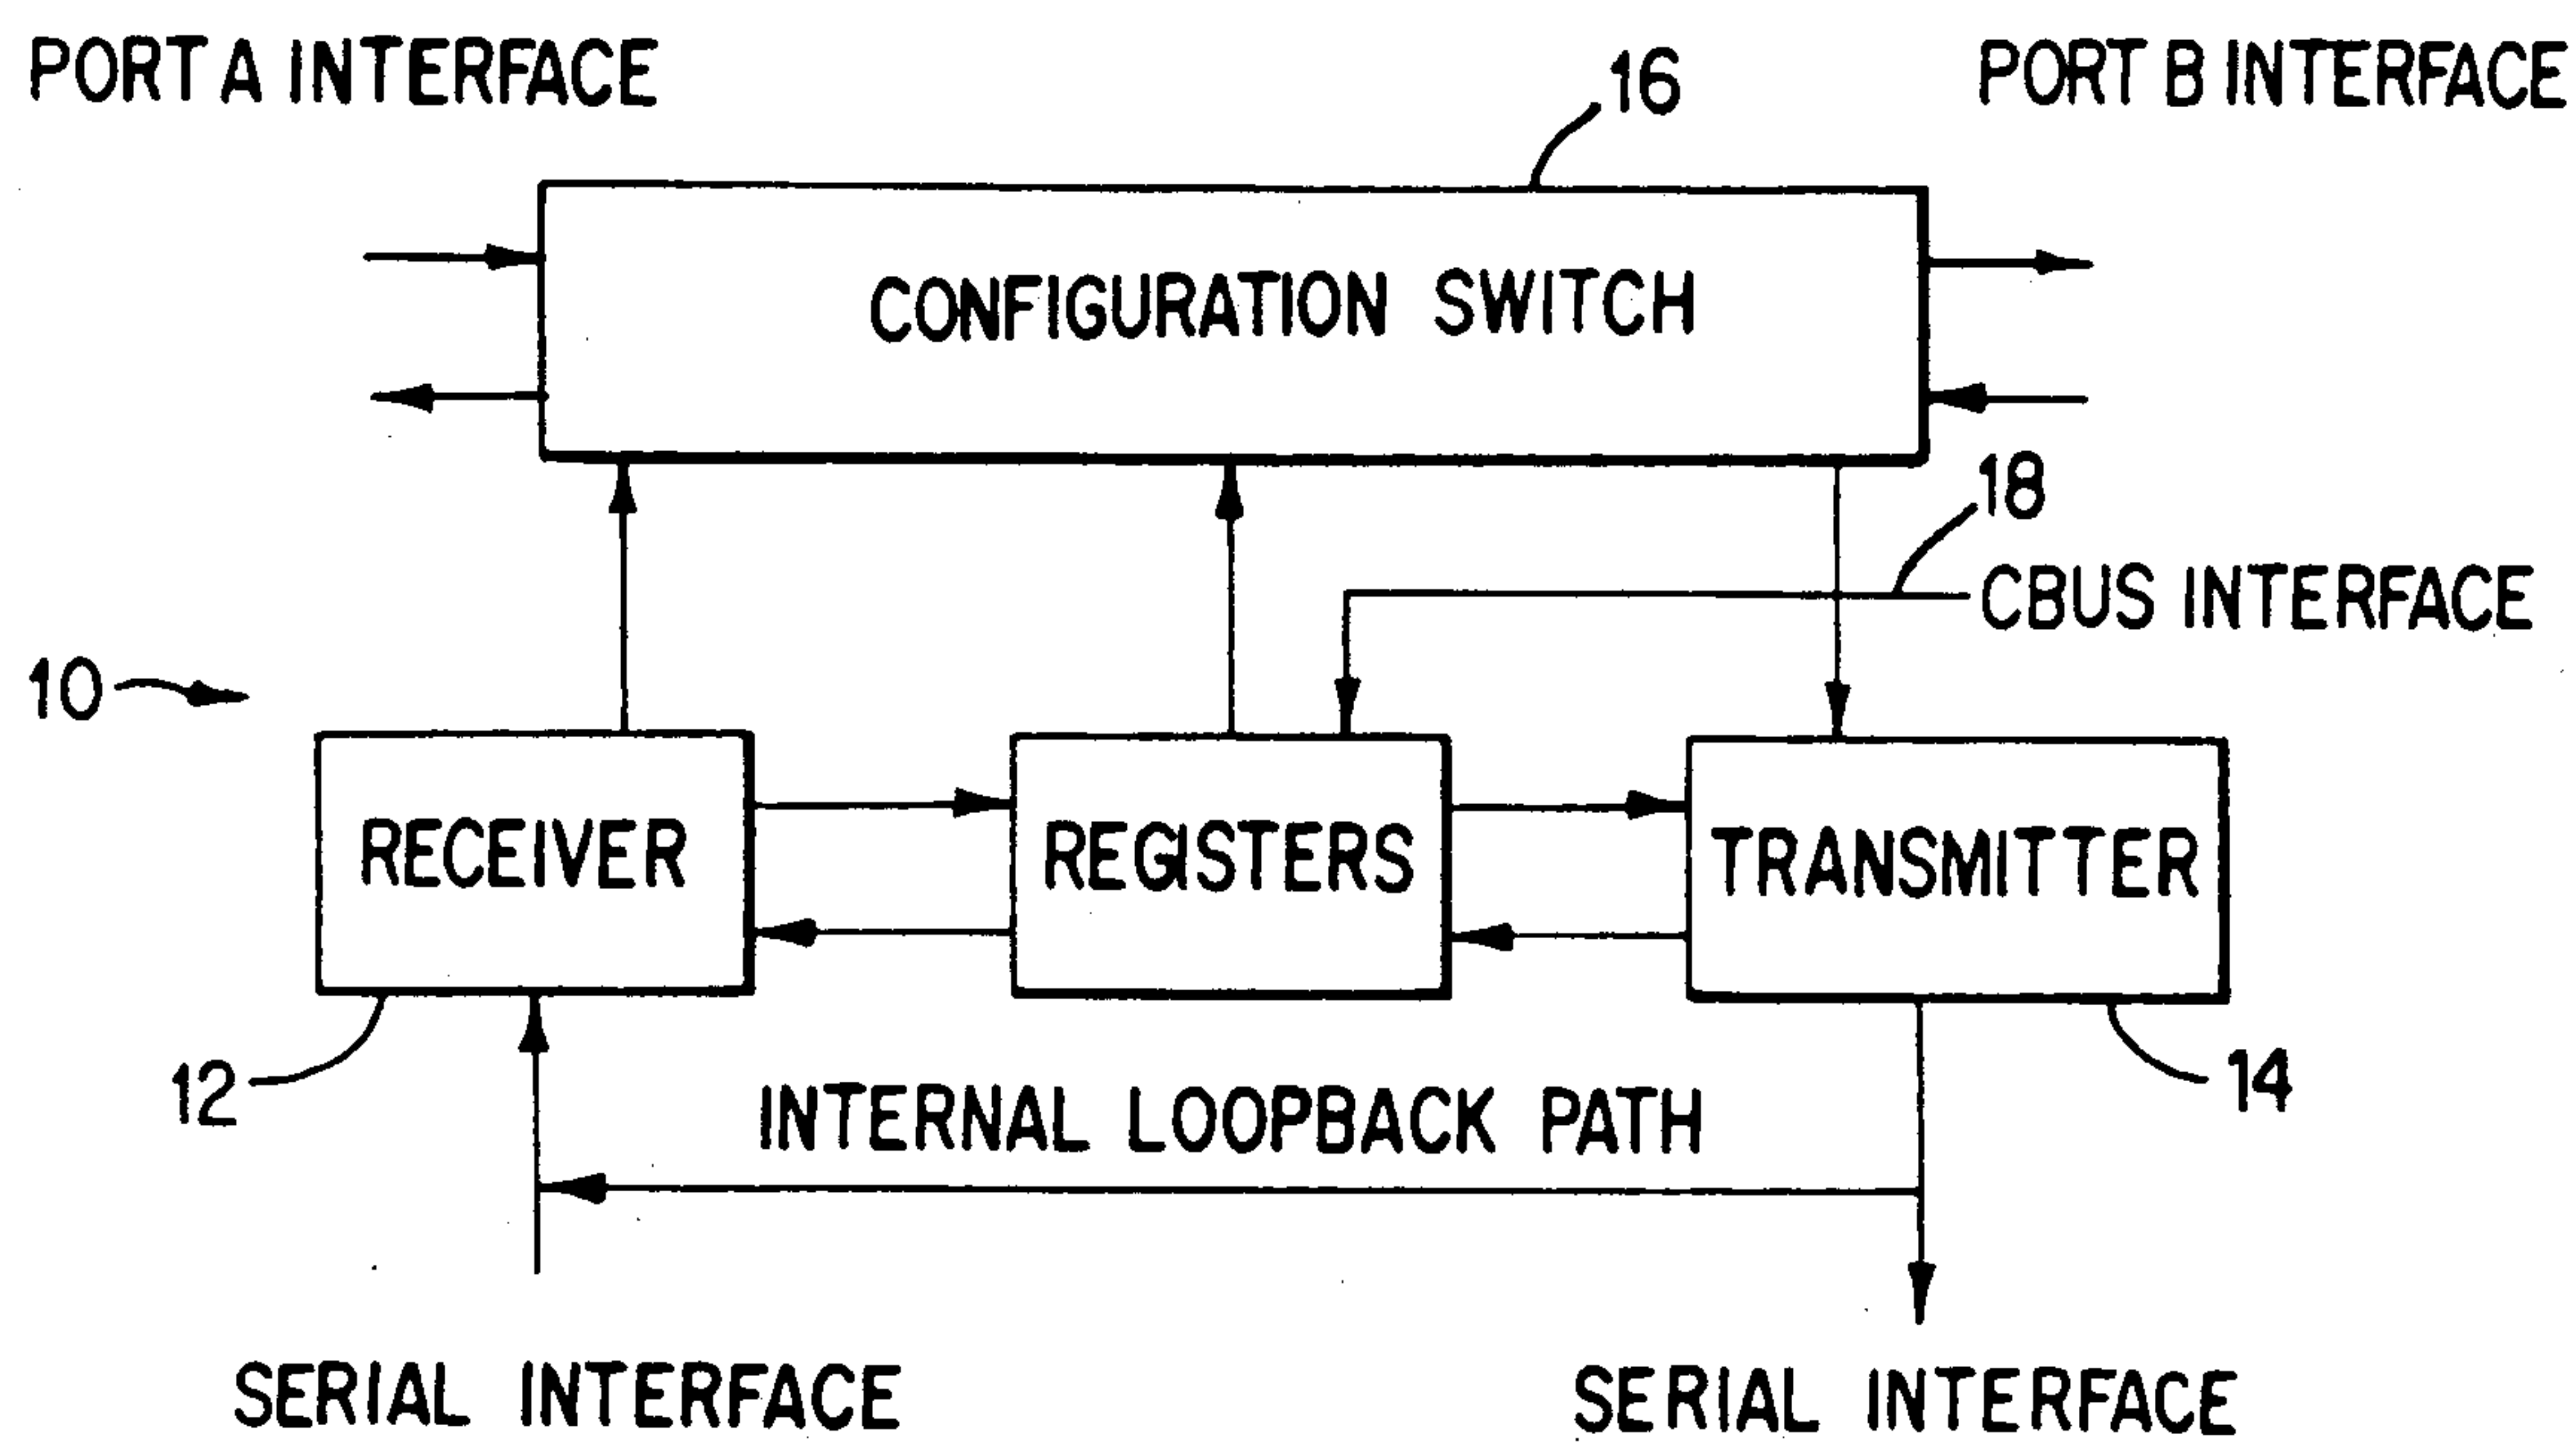 PORT A INTERFACE
PORT B INTERFACE
16
CONFIGURATION SWITCH
18
CBUS INTERFACE
10
RECEIVER
REGISTERS
TRANSMITTER
12
14
INTERNAL LOOPBACK PATH
SERIAL INTERFACE
SERIAL INTERFACE